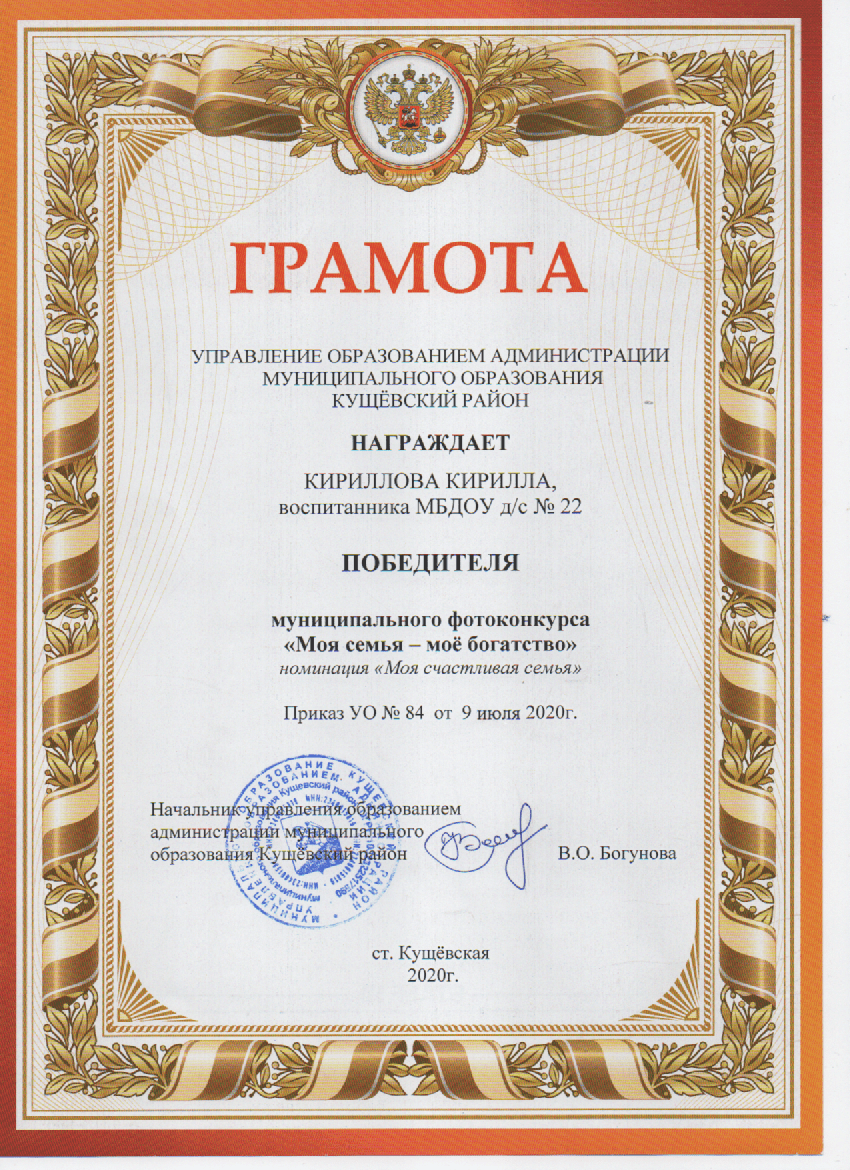 ГРАМОТА
УПРАВЛЕНИЕ ОБРАЗОВАНИЕМ АДМИНИСТРАЦИИ
МУНИЦИПАЛЬНОГО ОБРАЗОВАНИЯ
КУЩЁВСКИЙ РАЙОН
НАГРАЖДАЕТ
КИРИЛЛОВА КИРИЛЛА,
воспитанника МБДОУ д/с № 22
ПОБЕДИТЕЛЯ
муниципального фотоконкурса
«Моя семья – моё богатство»
номинация «Моя счастливая семья»
Приказ УО № 84 от 9 июля 2020г.
Начальник управления образованием
администрации муниципального
образования Кущёвский район
В.О. Богунова
ст. Кущёвская
2020г.